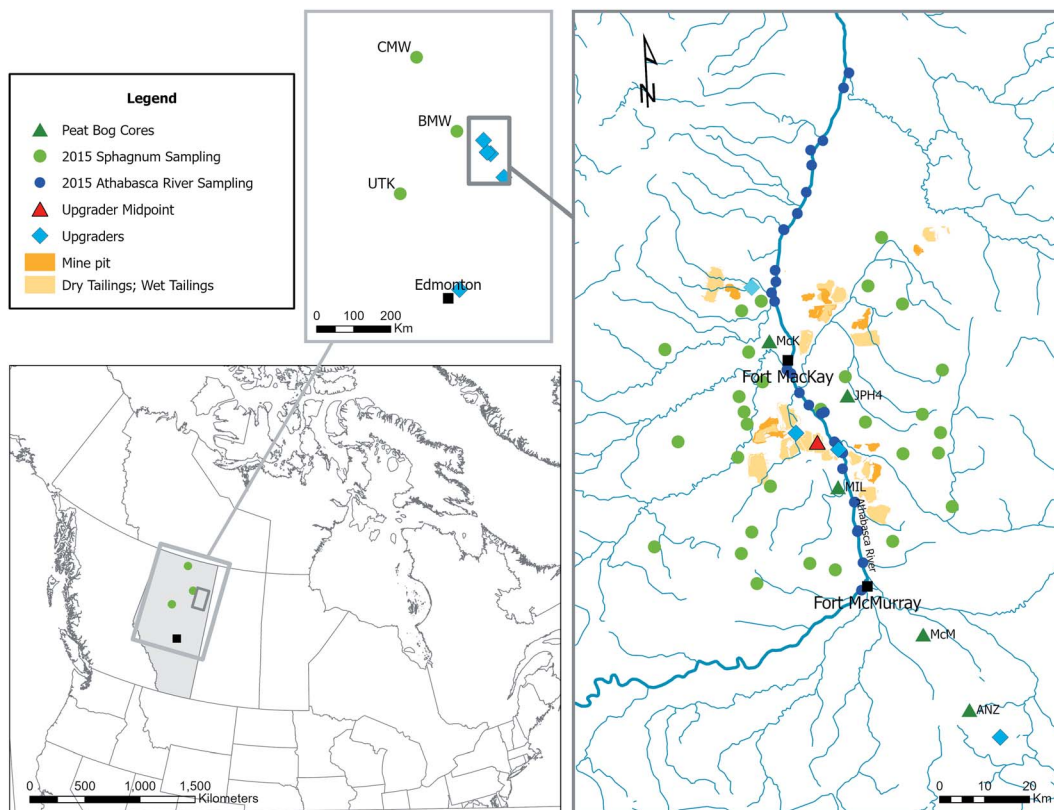 Legend
Peat Bog Cores
2015 Sphagnum Sampling
2015 Athabasca River Sampling
Upgrader Midpoint
Upgraders
Mine pit
Dry Tailings; Wet Tailings
CMW
BMW
UTK
Edmonton
0 100 200
Km
0 500 1,000 1,500
Kilometers
N
McK
Fort MacKay
JPH4
MIL
Athabasca River
Fort McMurray
McM
ANZ
0 10 20
Km